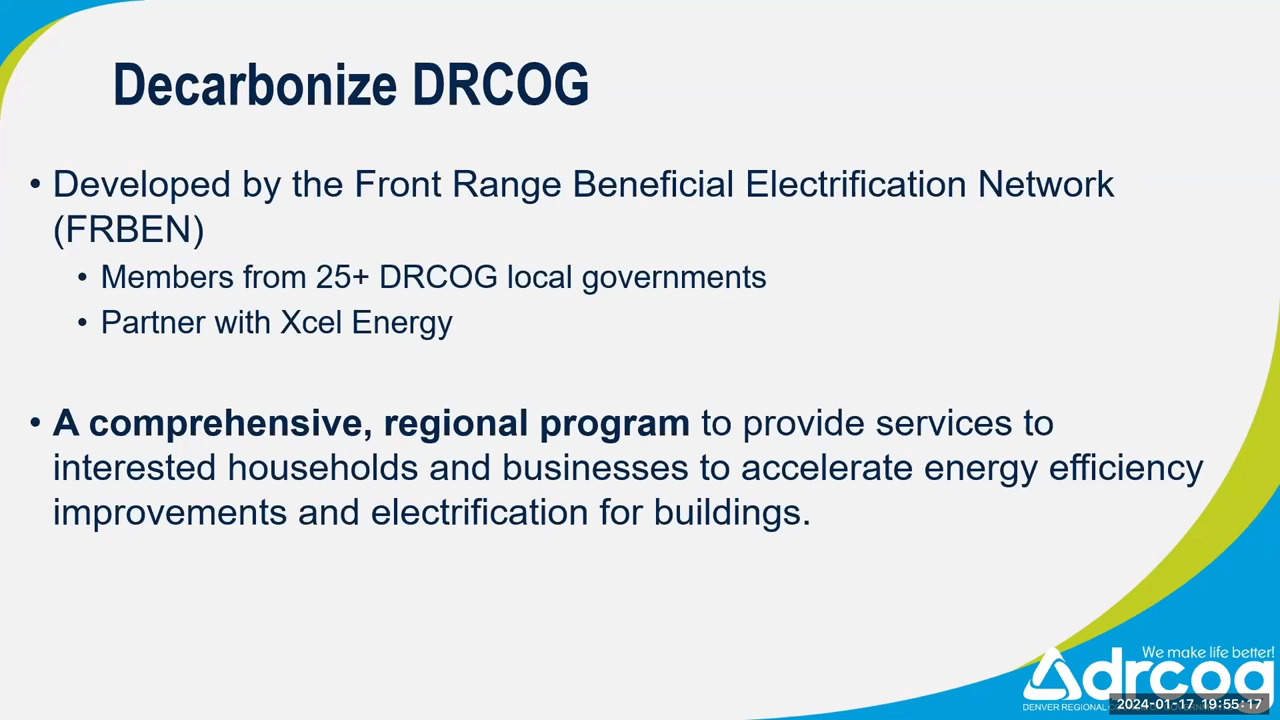 Decarbonize DRCOG
• Developed by the Front Range Beneficial Electrification Network
(FRBEN)
• Members from 25+ DRCOG local governments
• Partner with Xcel Energy
• A comprehensive, regional program to provide services to
interested households and businesses to accelerate energy efficiency
improvements and electrification for buildings.
We make life better!
drcog
DENVER REGIONAL
2024-01-17 19:55:17